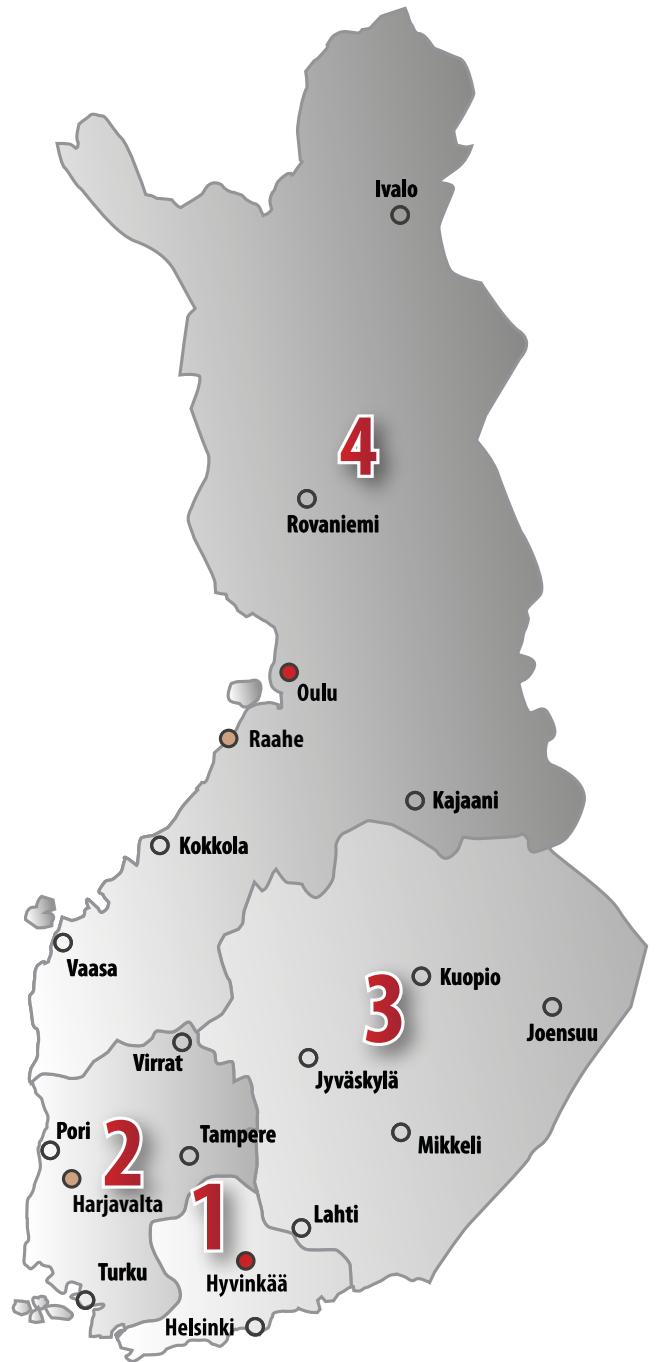 Ivalo
4
Rovaniemi
Oulu
Raahe
Kajaani
Kokkola
Vaasa
Kuopio
3
Joensuu
Virrat
Jyväskylä
Pori
2
Tampere
Mikkeli
Harjavalta
1
Lahti
Turku
Hyvinkää
Helsinki